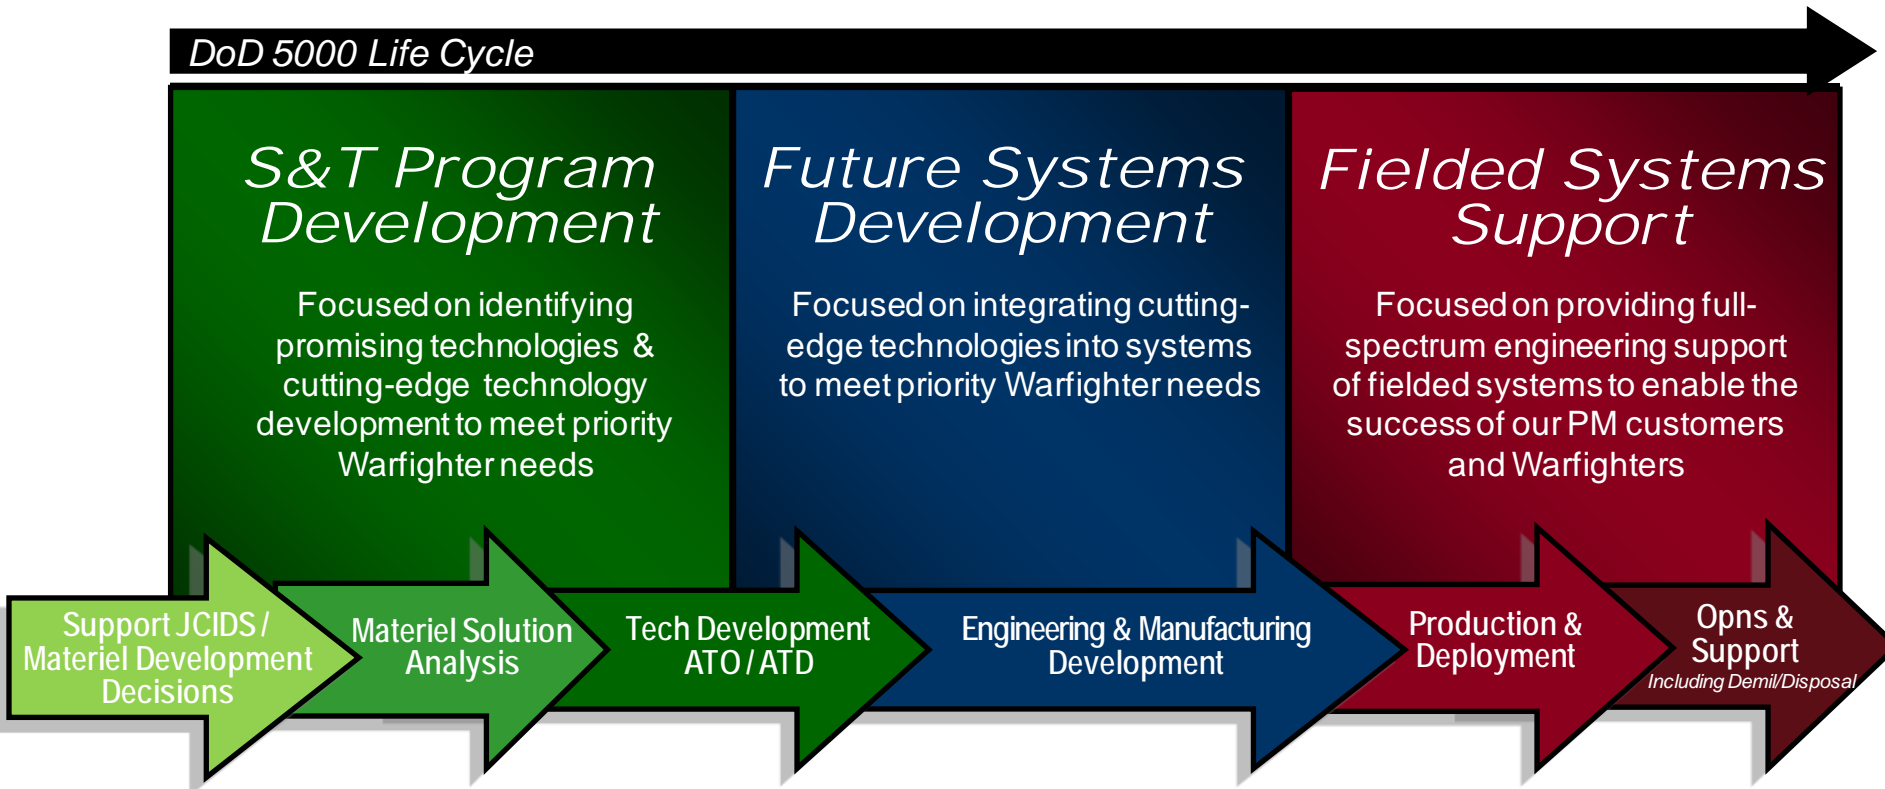 DoD 5000 Life Cycle
S&T Program
Development
Focused on identifying
promising technologies &
cutting-edge technology
development to meet priority
Warfighter needs
Future Systems
Development
Focused on integrating cutting-
edge technologies into systems
to meet priority Warfighter needs
Fielded Systems
Support
Focused on providing full-
spectrum engineering support
of fielded systems to enable the
success of our PM customers
and Warfighters
Support JCIDS /
Materiel Development
Decisions
Materiel Solution
Analysis
Tech Development
ATO / ATD
Engineering & Manufacturing
Development
Production &
Deployment
Opns &
Support
Including Demil/Disposal